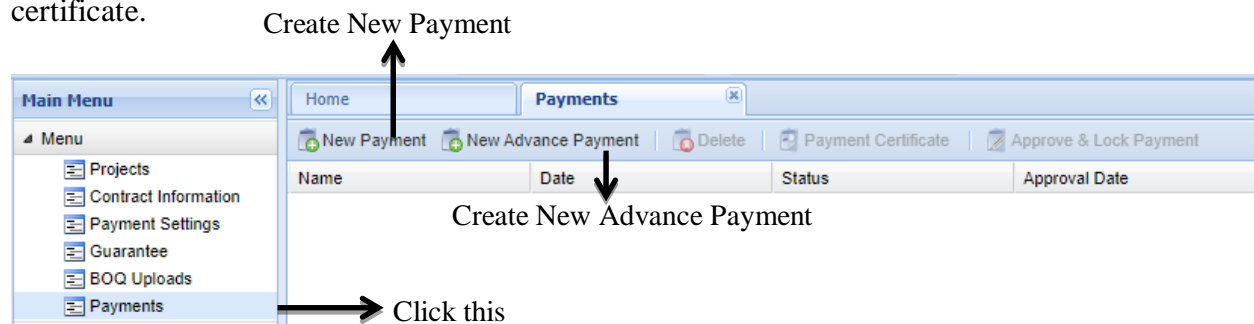 certificate.
Create New Payment
Main Menu
Home
Payments
Menu
New Payment
New Advance Payment
Delete
Payment Certificate
Approve & Lock Payment
Projects
Name
Date
Status
Approval Date
Contract Information
Create New Advance Payment
Payment Settings
Guarantee
BOQ Uploads
Payments
Click this